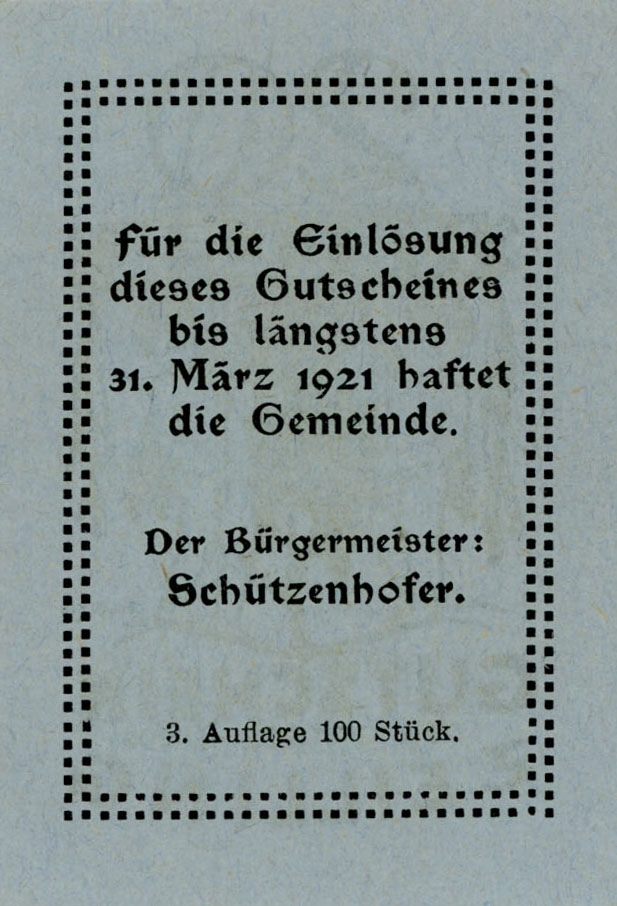 für die Einlösung
dieses Gutscheines
bis längstens
31. März 1921 haftet
die Gemeinde.
Der Bürgermeister:
Schützenhofer.
3. Auflage 100 Stück.